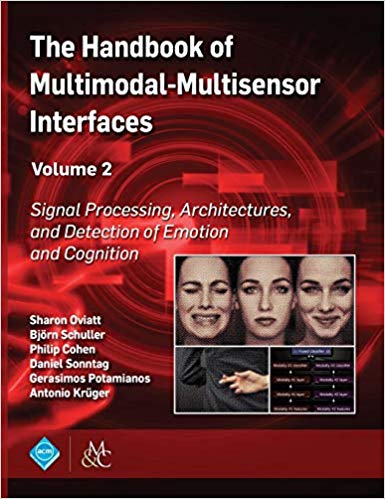 The Handbook of
Multimodal-Multisensor
Interfaces
Volume 2
Signal Processing, Architectures,
and Detection of Emotion
and Cognition
Sharon Oviatt
Björn Schuller
Philip Cohen
Daniel Sonntag
Gerasimos Potamianos
Antonio Krüger
acm
M
&C